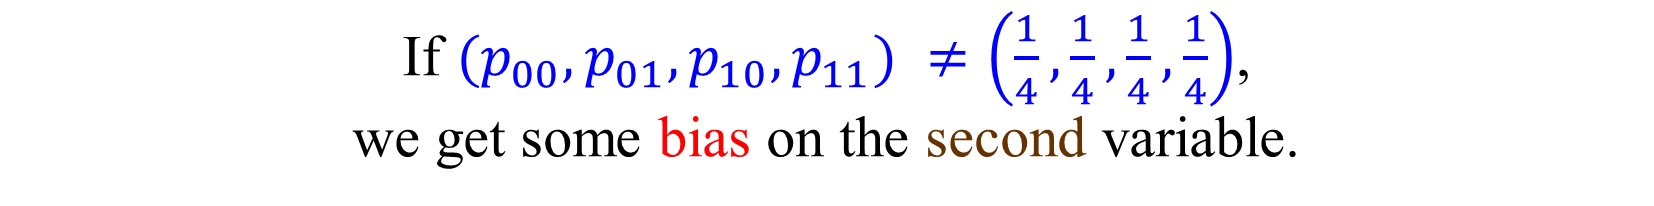 If (p₀₀, p₀₁, p₁₀, p₁₁) ≠ (1/4, 1/4, 1/4, 1/4),
we get some bias on the second variable.